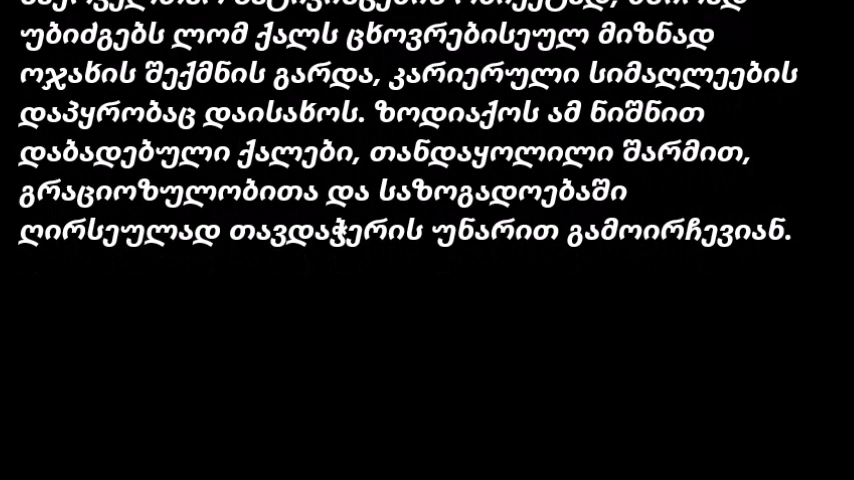 უბიძგებს ლომ ქალს ცხოვრებისეულ მიზნად
ოჯახის შექმნის გარდა, კარიერული სიმაღლეების
დაპყრობაც დაისახოს. ზოდიაქოს ამ ნიშნით
დაბადებული ქალები, თანდაყოლილი შარმით,
გრაციოზულობითა და საზოგადოებაში
ღირსეულად თავდაჭერის უნარით გამოირჩევიან.